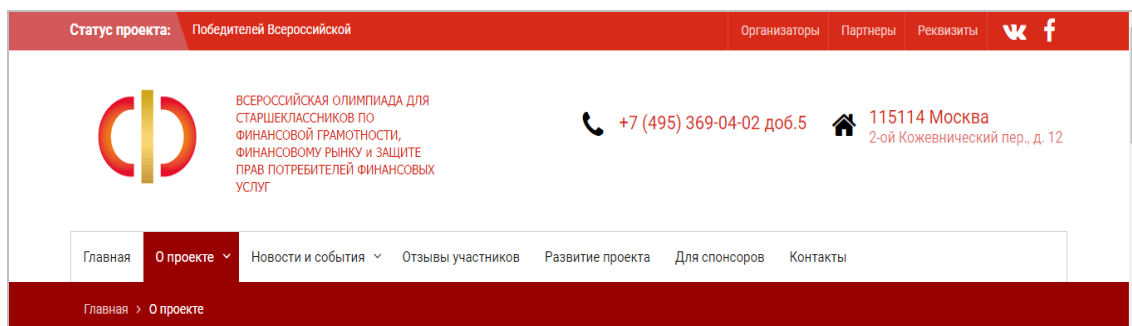 Статус проекта: Победителей Всероссийской Организаторы Партнеры Реквизиты
ВСЕРОССИЙСКАЯ ОЛИМПИАДА ДЛЯ
СТАРШЕКЛАССНИКОВ ПО
ФИНАНСОВОЙ ГРАМОТНОСТИ,
ФИНАНСОВОМУ РЫНКУ и ЗАЩИТЕ
ПРАВ ПОТРЕБИТЕЛЕЙ ФИНАНСОВЫХ
УСЛУГ
+7 (495) 369-04-02 доб.5
115114 Москва
2-ой Кожевнический пер., д. 12
Главная О проекте Новости и события Отзывы участников Развитие проекта Для спонсоров Контакты
Главная > О проекте